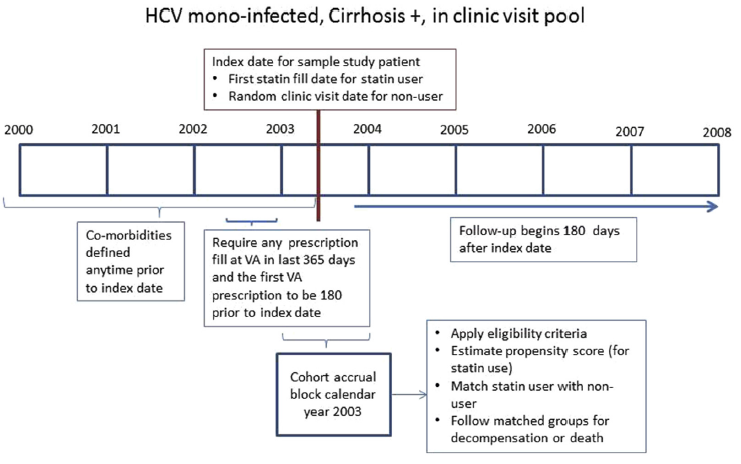 HCV mono-infected, Cirrhosis +, in clinic visit pool
Index date for sample study patient
• First statin fill date for statin user
• Random clinic visit date for non-user
2000 2001 2002 2003 2004 2005 2006 2007 2008
Co-morbidities
defined
anytime prior
to index date
Require any prescription
fill at VA in last 365 days
and the first VA
prescription to be 180
prior to index date
Follow-up begins 180 days
after index date
Cohort accrual
block calendar
year 2003
• Apply eligibility criteria
• Estimate propensity score (for
statin use)
• Match statin user with non-
user
• Follow matched groups for
decompensation or death